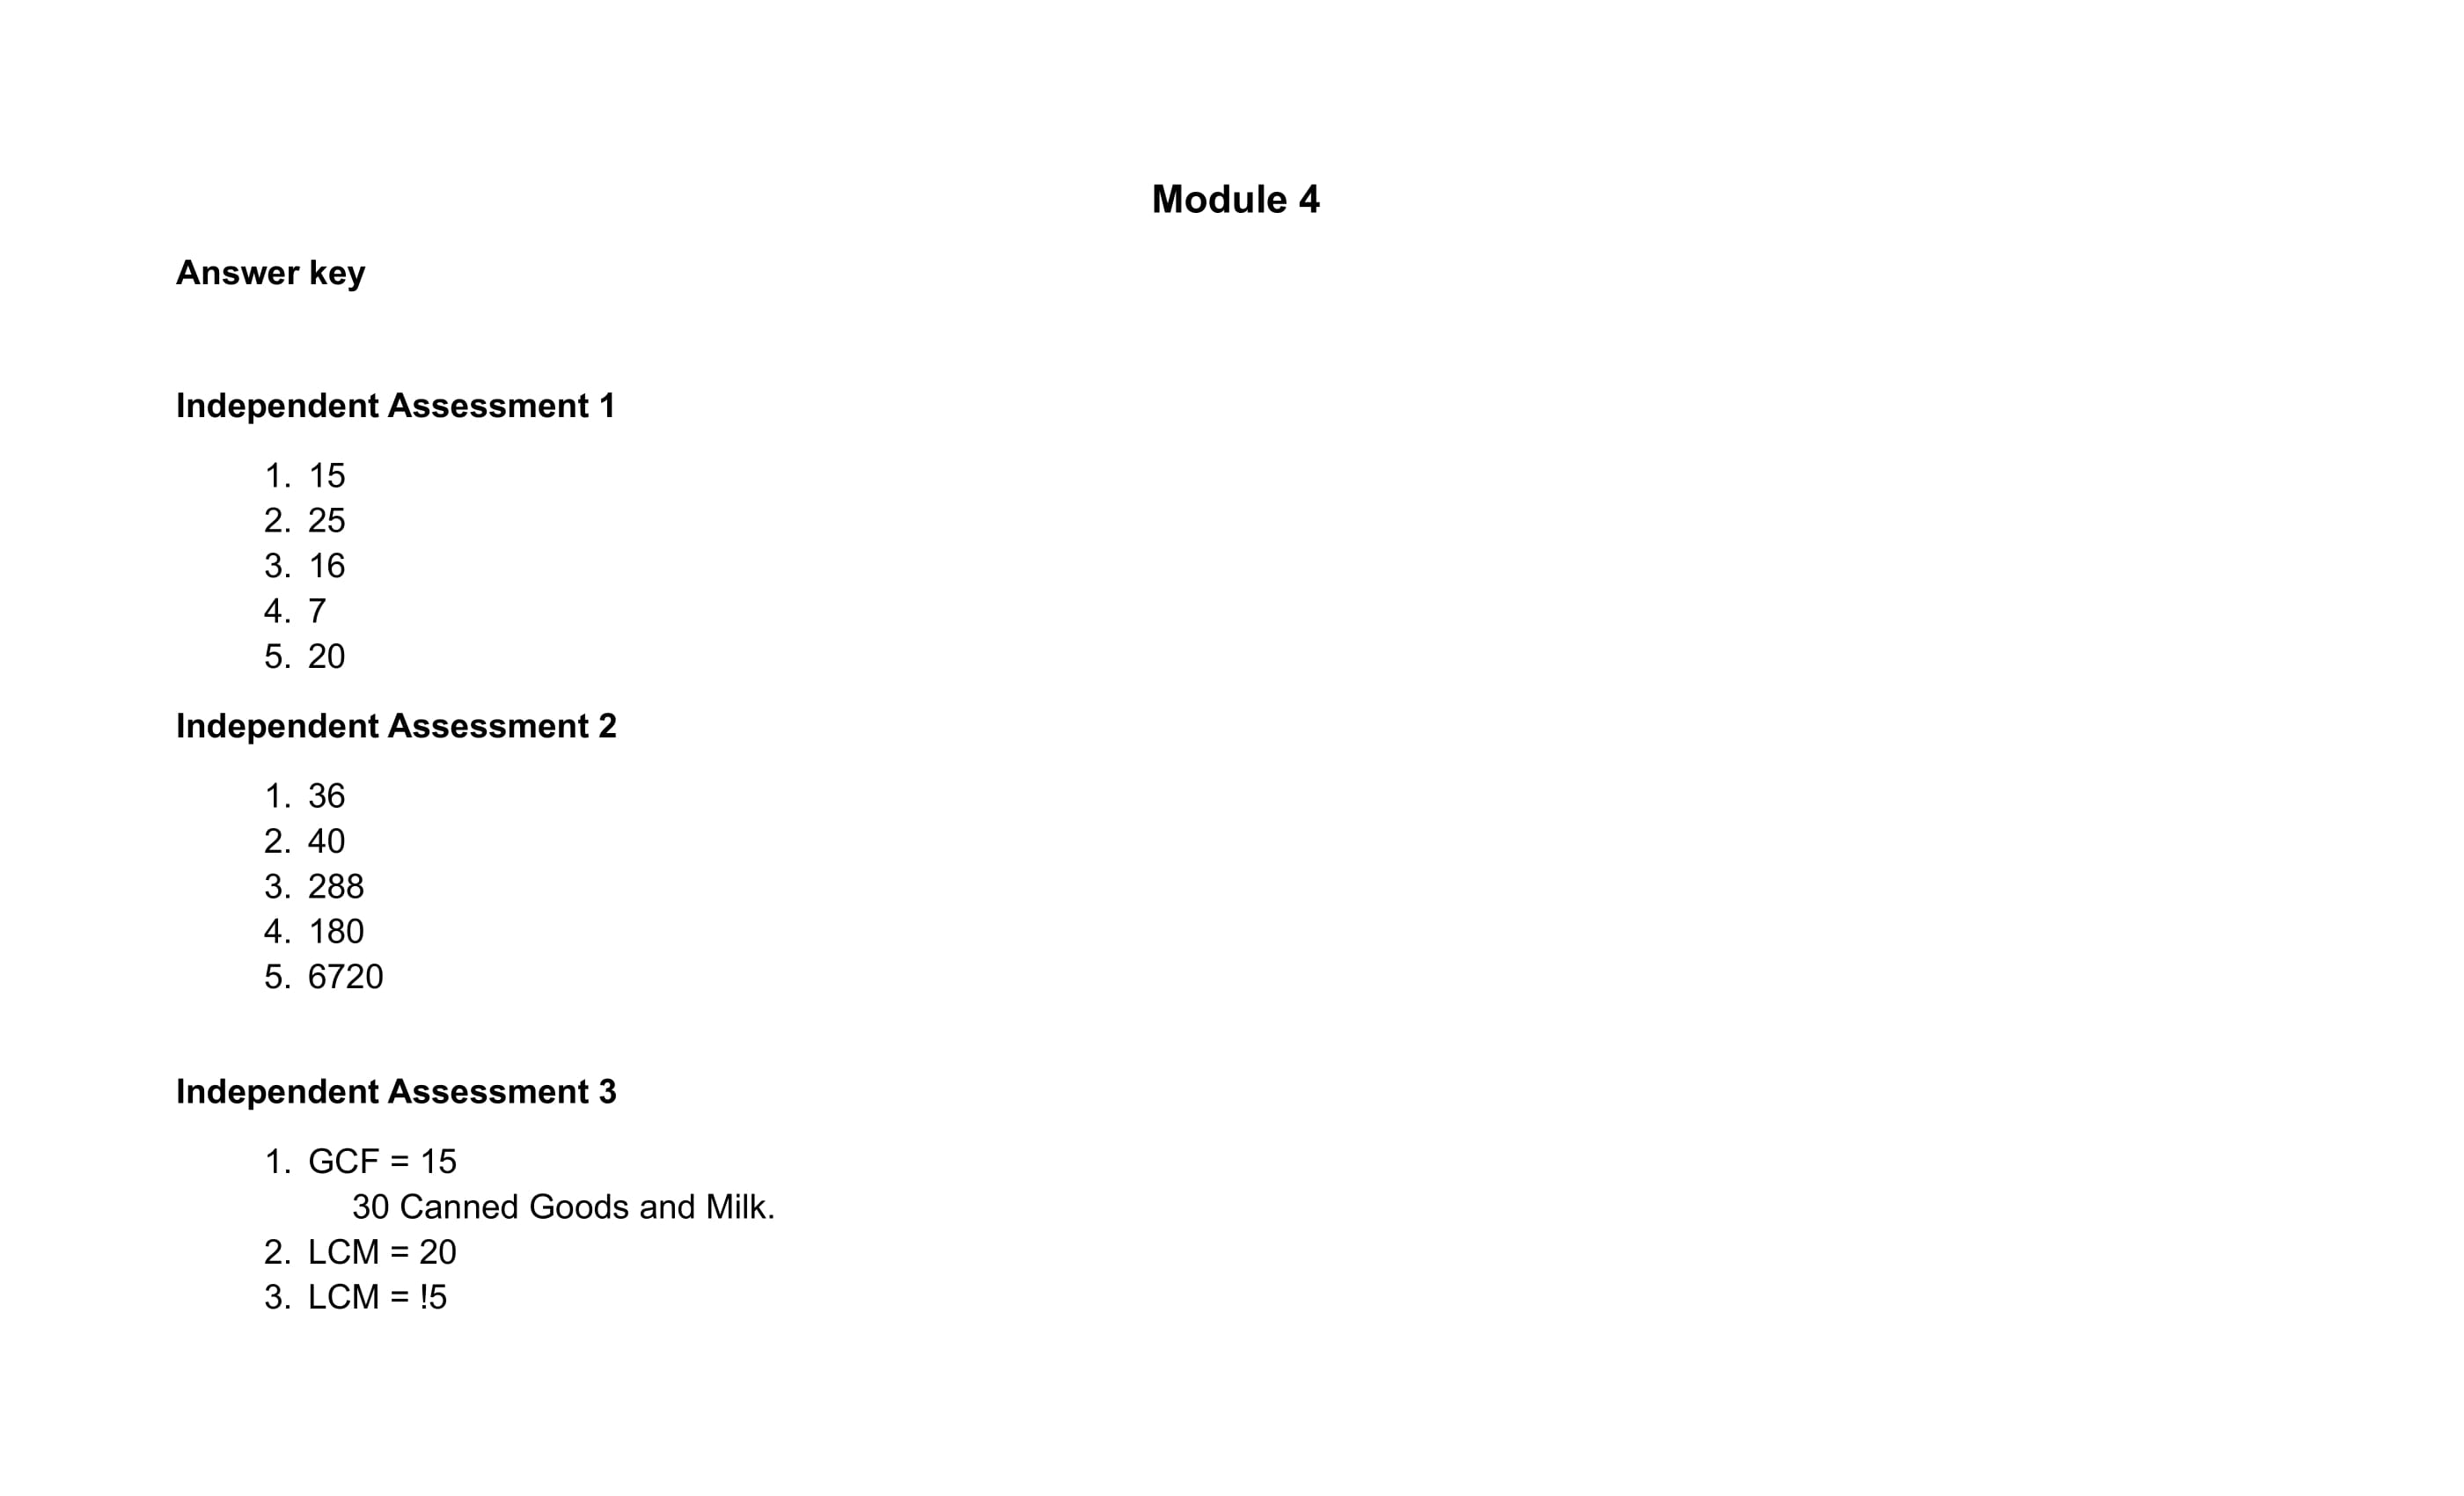 Module 4
Answer key
Independent Assessment 1
1. 15
2. 25
3. 16
4. 7
5. 20
Independent Assessment 2
1. 36
2. 40
3. 288
4. 180
5. 6720
Independent Assessment 3
1. GCF = 15
30 Canned Goods and Milk.
2. LCM = 20
3. LCM = !5